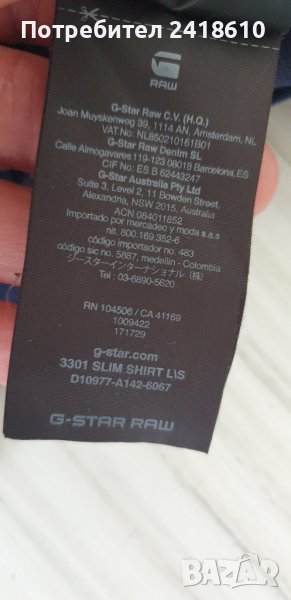 Потребител 2418610
RAW
G-Star Raw C.V. (H.Q.)
Joan Muyskenweg 39, 1114 AN, Amsterdam, NL
VAT No: NL850210161B01
G-Star Raw Denim SL
Calle Almogavares 119-123 08018 Barcelona, ES
CIF No: ES B 62443247
G-Star Australia Pty Ltd
Suite 3, Level 2, 11 Bowden Street,
Alexandria, NSW 2015, Australia
ACN 084011852
Importado por mercadeo y moda s.a.s
nit. 800.169.352-6
código importador no. 483
código sic no. 5887, medellin - Colombia
ジースターインターナショナル (株)
Tel : 03-6890-5620
RN 104506 / CA 41169
1009422
171729
g-star.com
3301 SLIM SHIRT L\S
D10977-A142-6067
G-STAR RAW
BAZAR